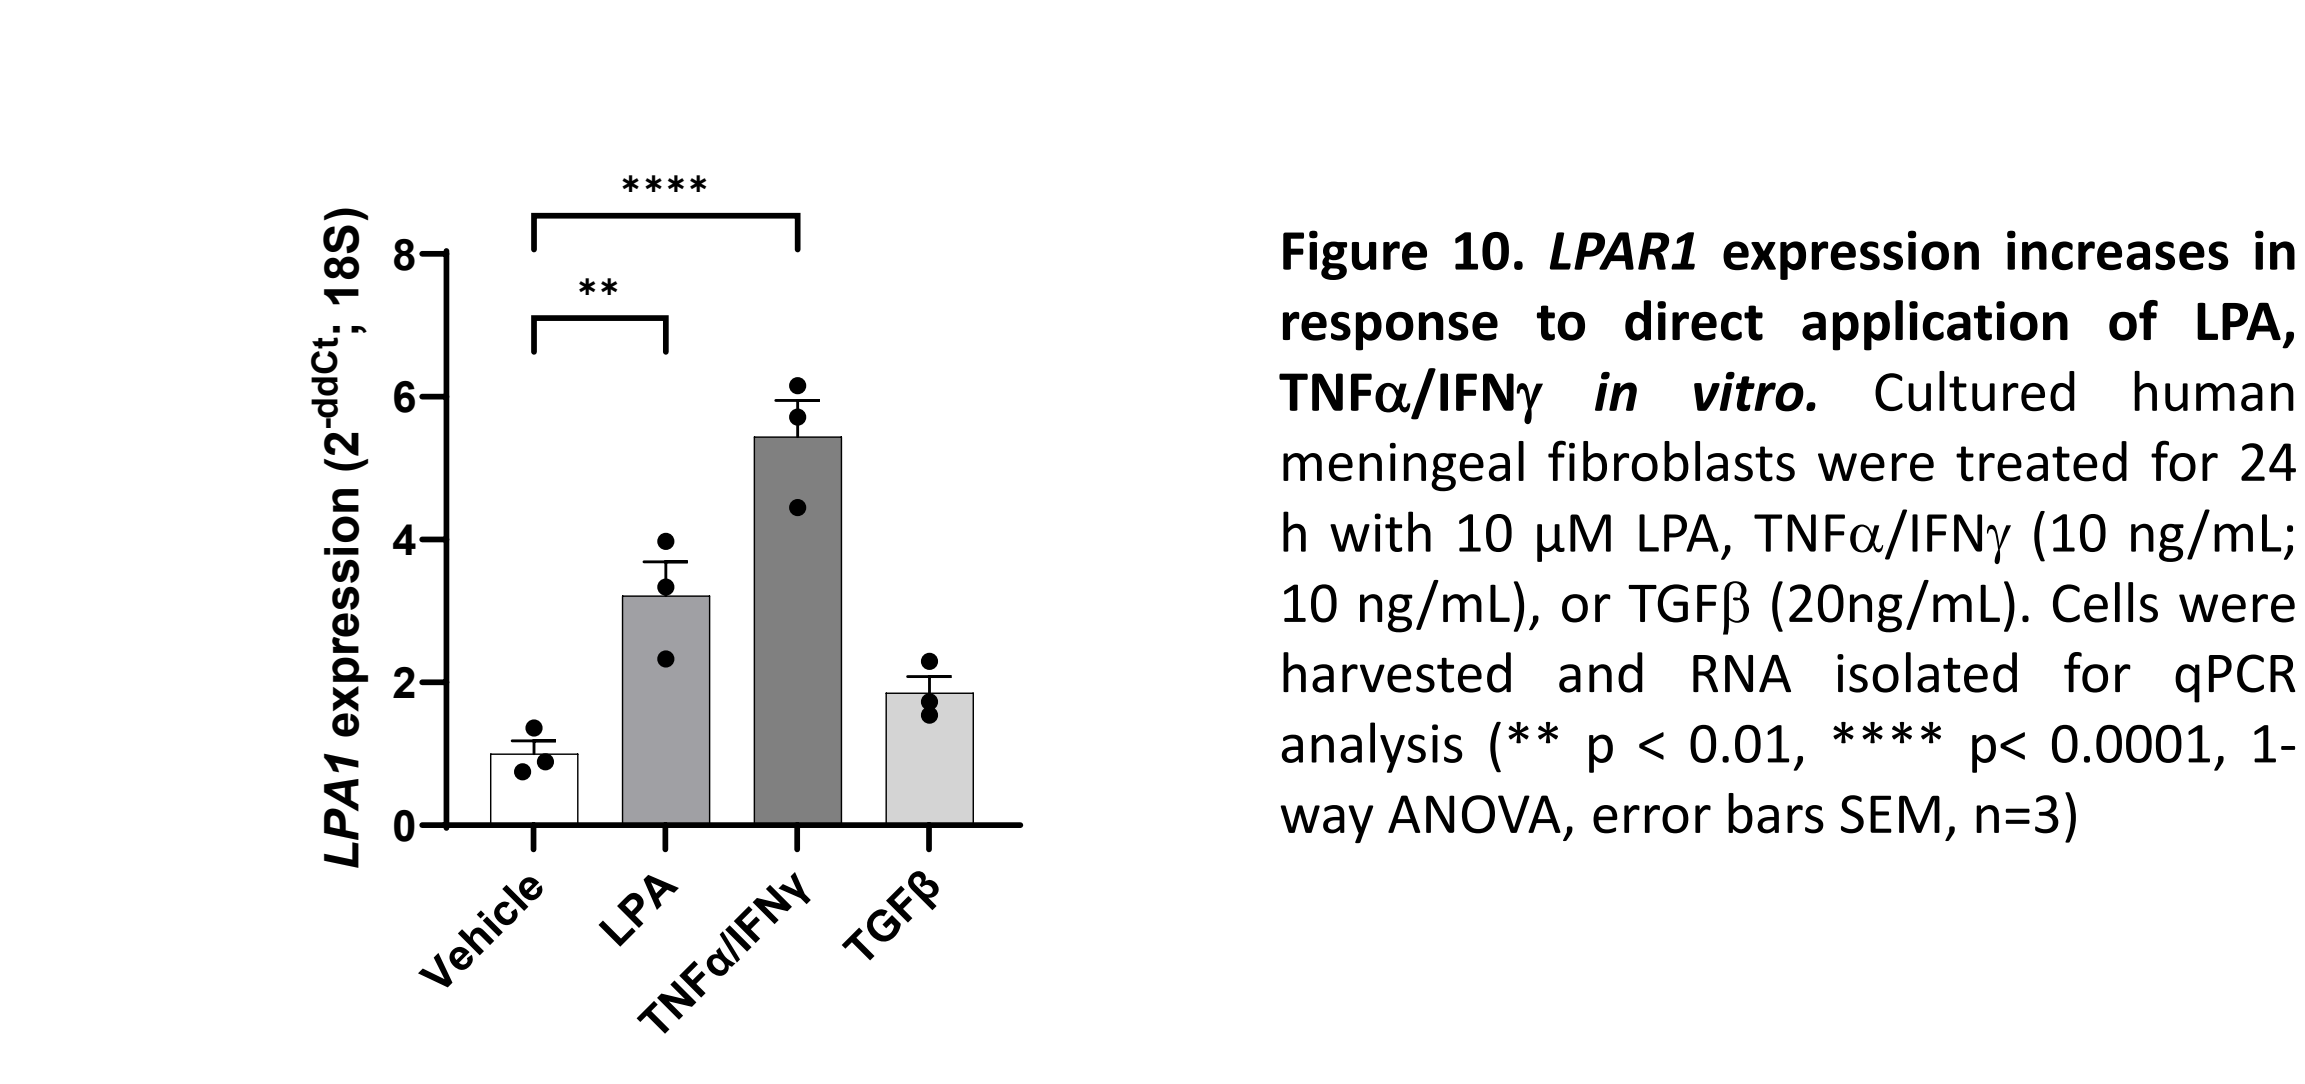 ****
**
LPA1 expression (2-ddCt; 18S)
8
6
4
2
0
Vehicle
LPA
TNFα/IFNγ
TGFβ
Figure 10. LPAR1 expression increases in
response to direct application of LPA,
TNFα/IFNγ in vitro. Cultured human
meningeal fibroblasts were treated for 24
h with 10 μM LPA, TNFα/IFNγ (10 ng/mL;
10 ng/mL), or TGFβ (20ng/mL). Cells were
harvested and RNA isolated for qPCR
analysis (** p < 0.01, **** p< 0.0001, 1-
way ANOVA, error bars SEM, n=3)